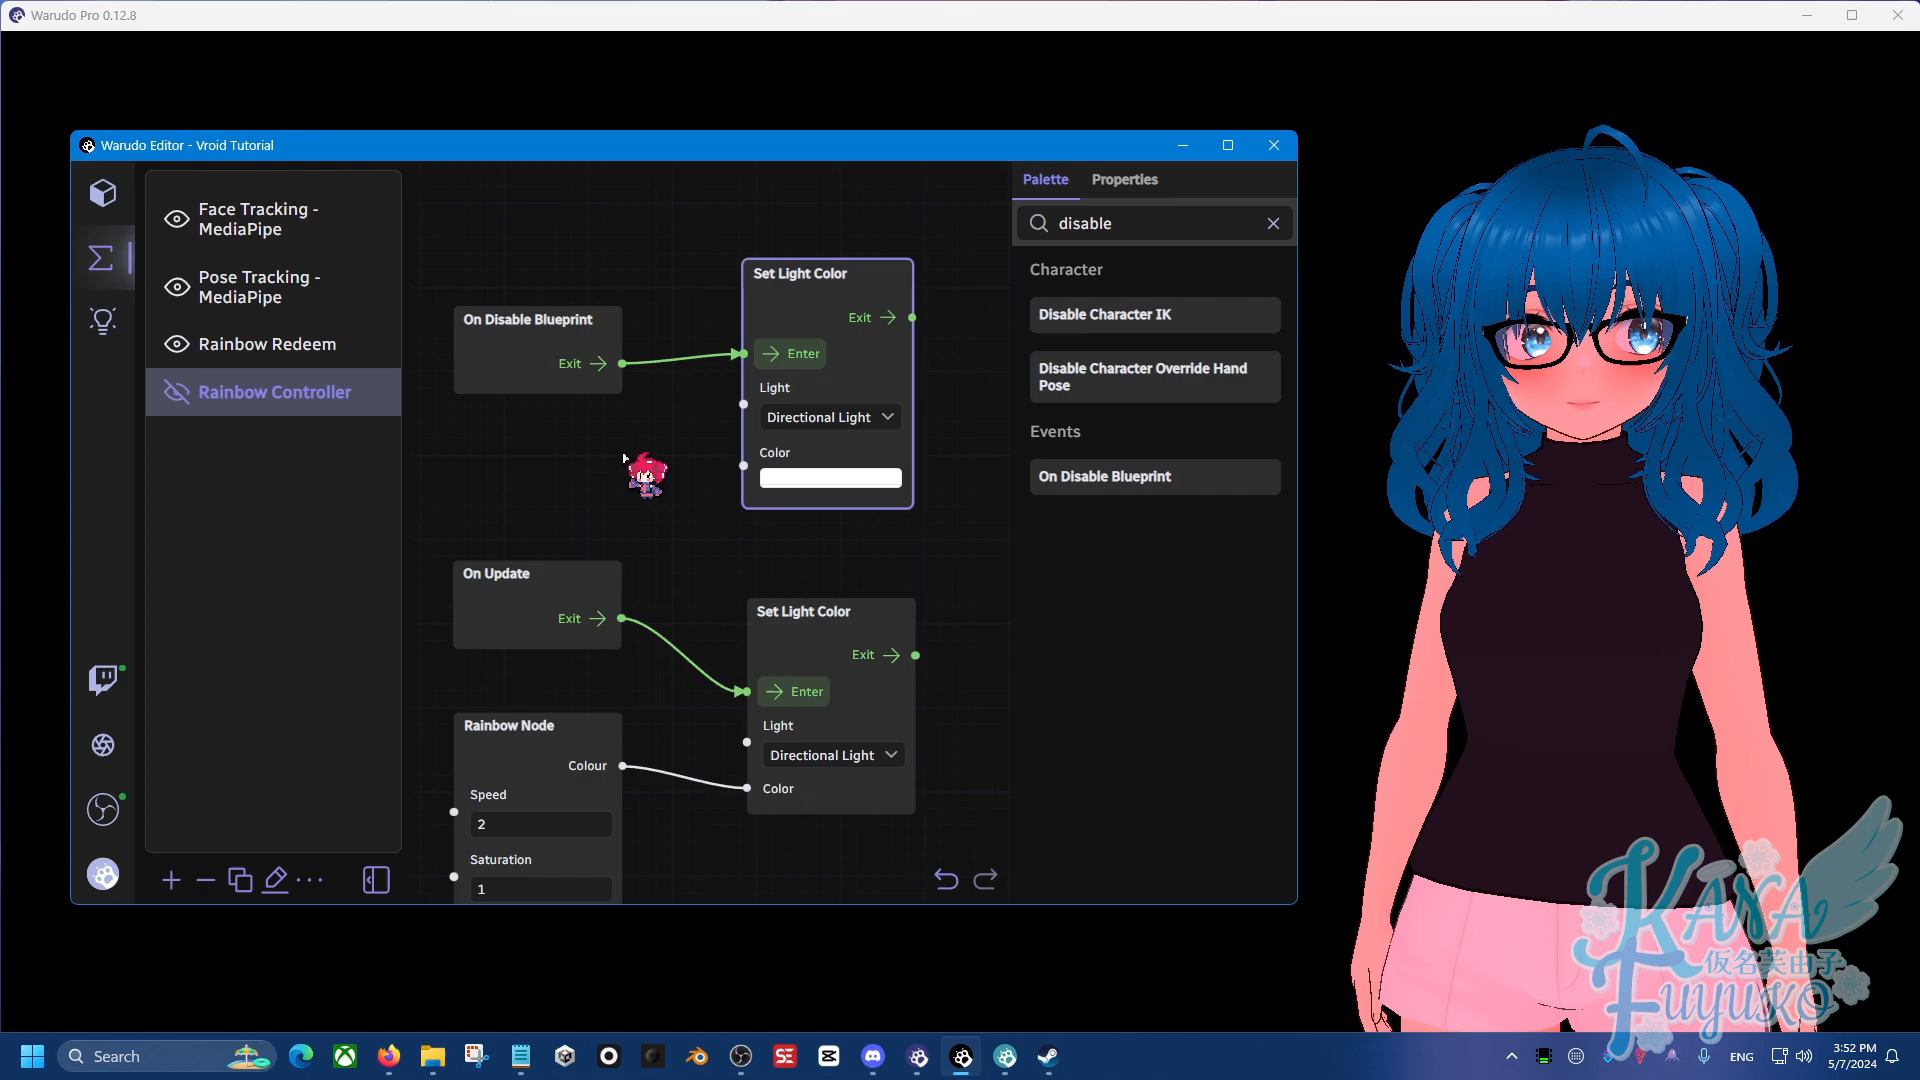 Warudo Pro 0.12.8
Warudo Editor - Vroid Tutorial
Face Tracking -
MediaPipe
Pose Tracking -
MediaPipe
Rainbow Redeem
Rainbow Controller
On Disable Blueprint
Exit
Set Light Color
Exit
Enter
Light
Directional Light
Color
On Update
Exit
Set Light Color
Exit
Enter
Light
Directional Light
Color
Rainbow Node
Colour
Speed
2
Saturation
1
Palette
Properties
disable
Character
Disable Character IK
Disable Character Override Hand
Pose
Events
On Disable Blueprint
KANA
仮名芙由子
FUYUKO
Search
SE
ENG
3:52 PM
5/7/2024